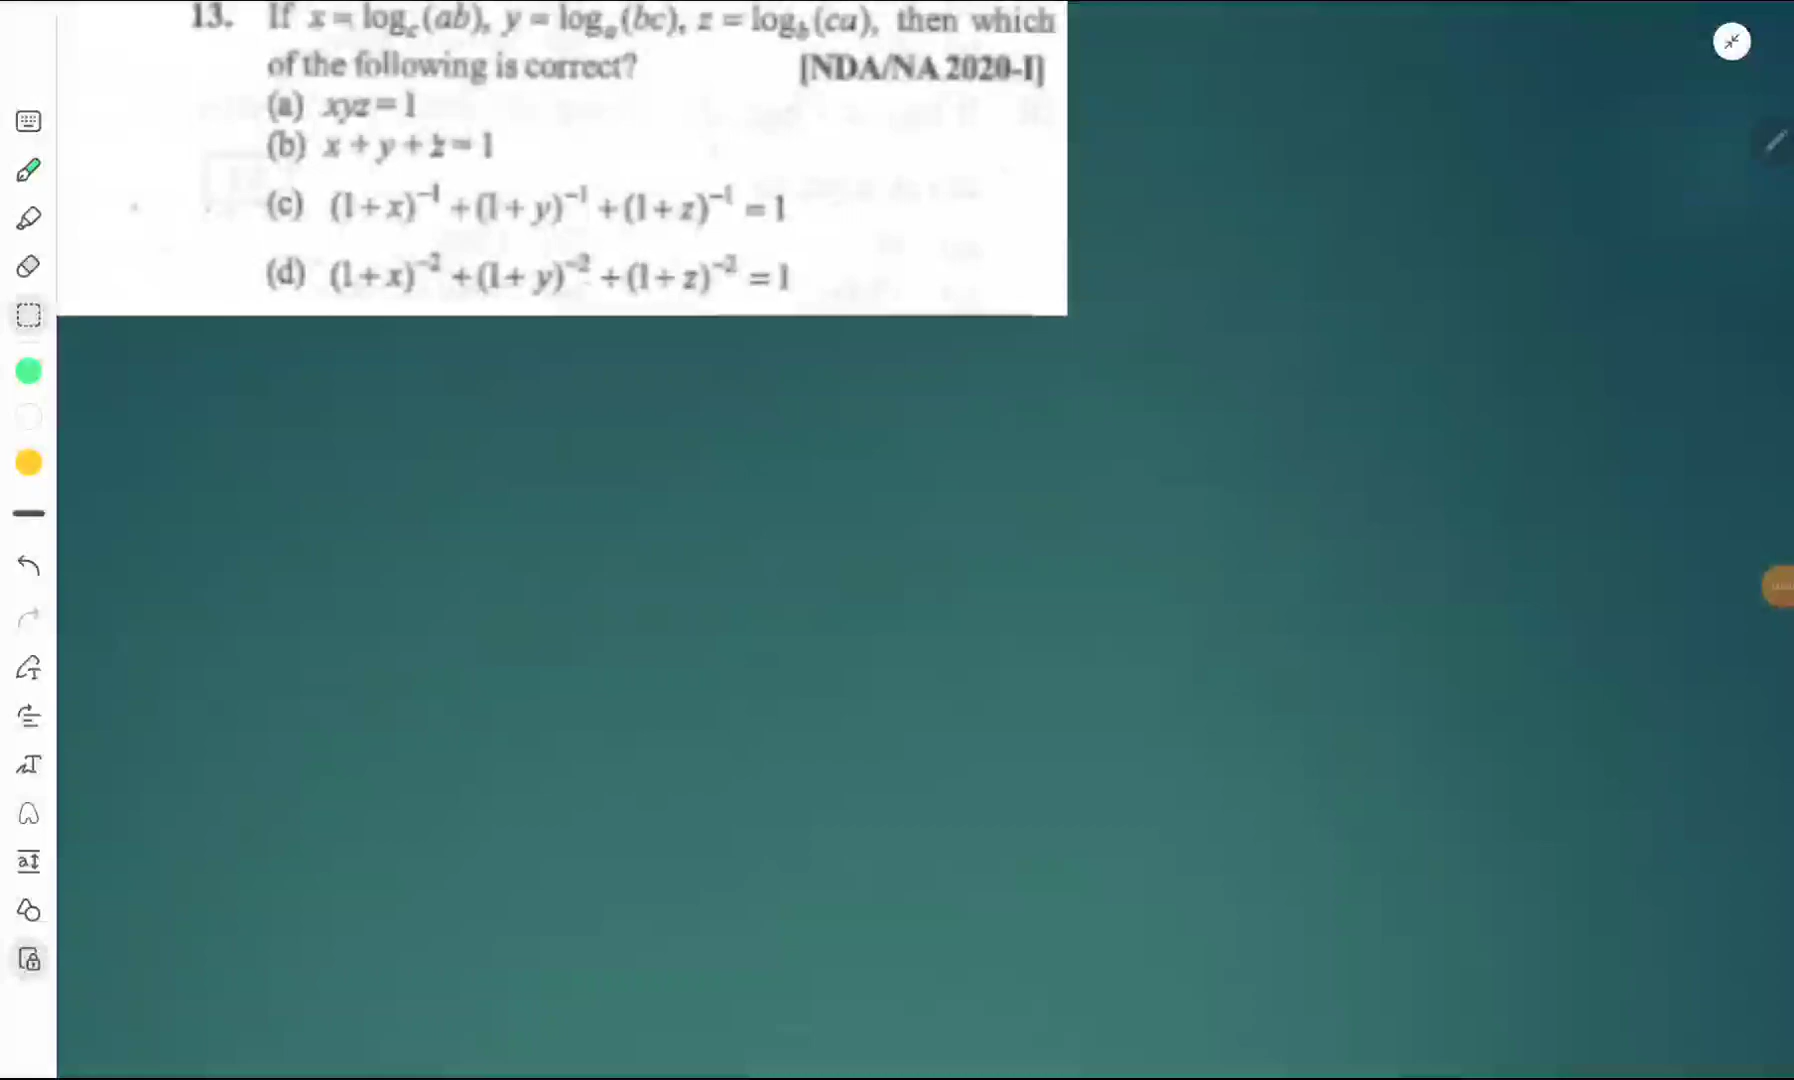 13. If x = log_c(ab), y = log_a(bc), z = log_b(ca), then which
of the following is correct? [NDA/NA 2020-I]
(a) xyz = 1
(b) x + y + z = 1
(c) (1+x)^-1 + (1+y)^-1 + (1+z)^-1 = 1
(d) (1+x)^-2 + (1+y)^-2 + (1+z)^-2 = 1